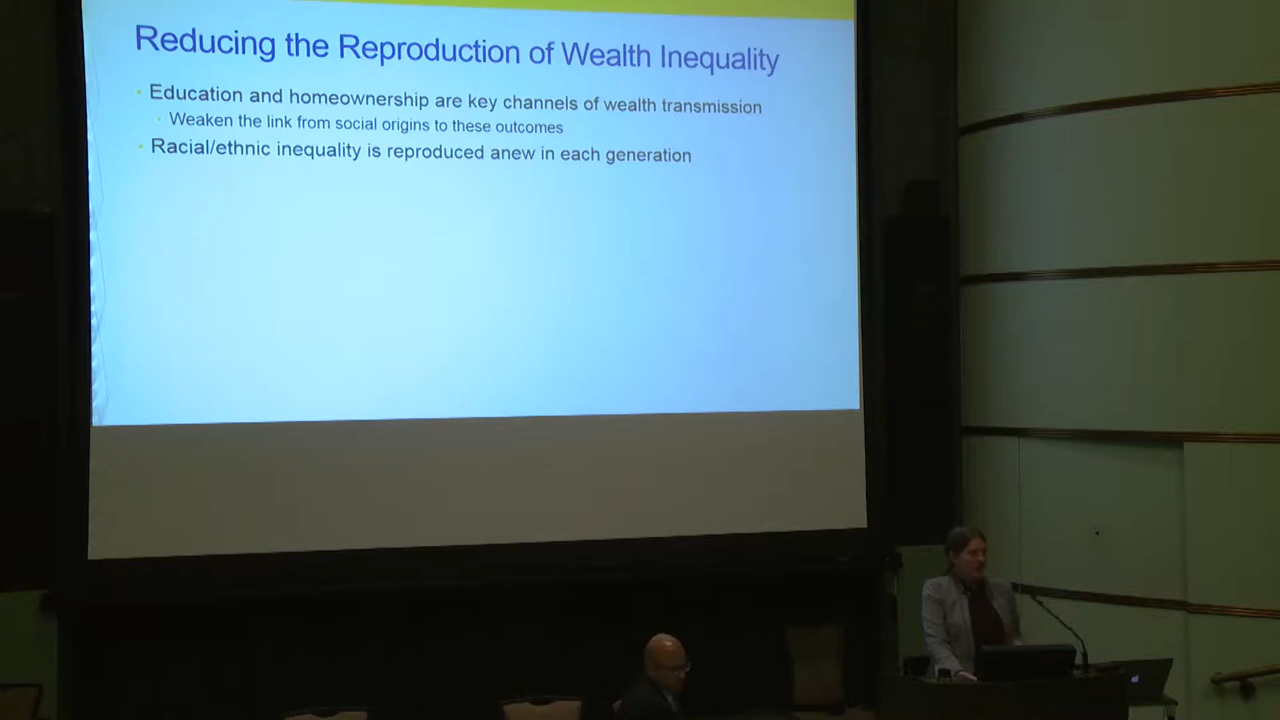 Reducing the Reproduction of Wealth Inequality
Education and homeownership are key channels of wealth transmission
Weaken the link from social origins to these outcomes
Racial/ethnic inequality is reproduced anew in each generation